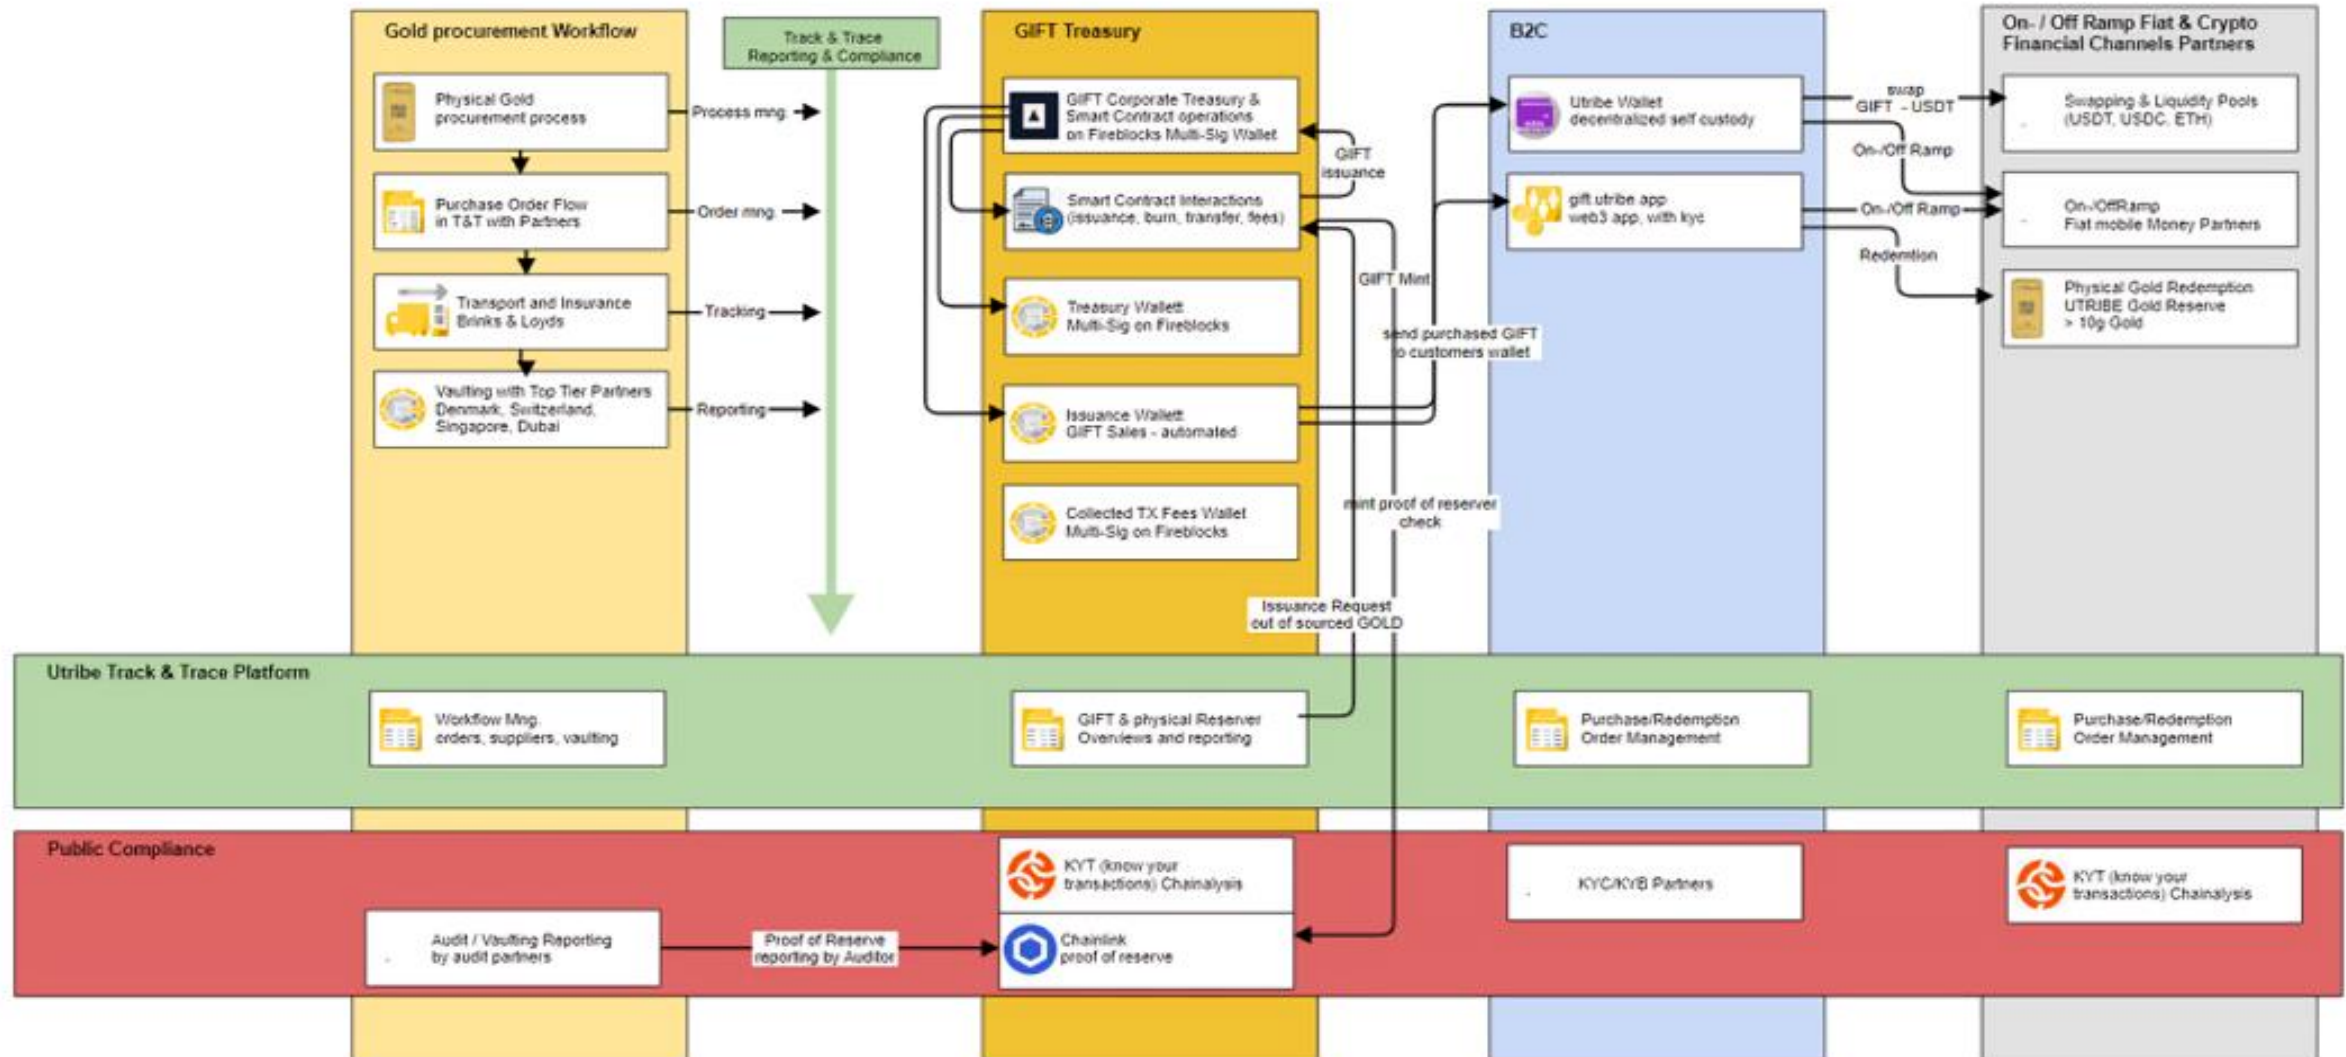 Gold procurement Workflow
Physical Gold
procurement process
Purchase Order Flow
in T&T with Partners
Transport and Insurance
Brinks & Loyds
Vaulting with Top Tier Partners
Denmark, Switzerland,
Singapore, Dubai
Process mng.
Order mng.
Tracking
Reporting
Track & Trace
Reporting & Compliance
GIFT Treasury
GIFT Corporate Treasury &
Smart Contract operations
on Fireblocks Multi-Sig Wallet
Smart Contract Interactions
(issuance, burn, transfer, fees)
Treasury Wallett
Multi-Sig on Fireblocks
Issuance Wallett
GIFT Sales - automated
Collected TX Fees Wallet
Multi-Sig on Fireblocks
GIFT
issuance
GIFT Mint
send purchased GIFT
to customers wallet
mint proof of reserver
check
Issuance Request
out of sourced GOLD
B2C
Utribe Wallet
decentralized self custody
gift.utribe.app
web3 app, with kyc
swap
GIFT - USDT
On-/Off Ramp
On-/Off Ramp
Redemtion
On- / Off Ramp Fiat & Crypto
Financial Channels Partners
Swapping & Liquidity Pools
(USDT, USDC, ETH)
On-/OffRamp
Fiat mobile Money Partners
Physical Gold Redemption
UTRIBE Gold Reserve
> 10g Gold
Utribe Track & Trace Platform
Workflow Mng.
orders, suppliers, vaulting
GIFT & physical Reserver
Overviews and reporting
Purchase/Redemption
Order Management
Purchase/Redemption
Order Management
Public Compliance
Audit / Vaulting Reporting
by audit partners
Proof of Reserve
reporting by Auditor
KYT (know your
transactions) Chainalysis
Chainlink
proof of reserve
KYC/KYB Partners
KYT (know your
transactions) Chainalysis